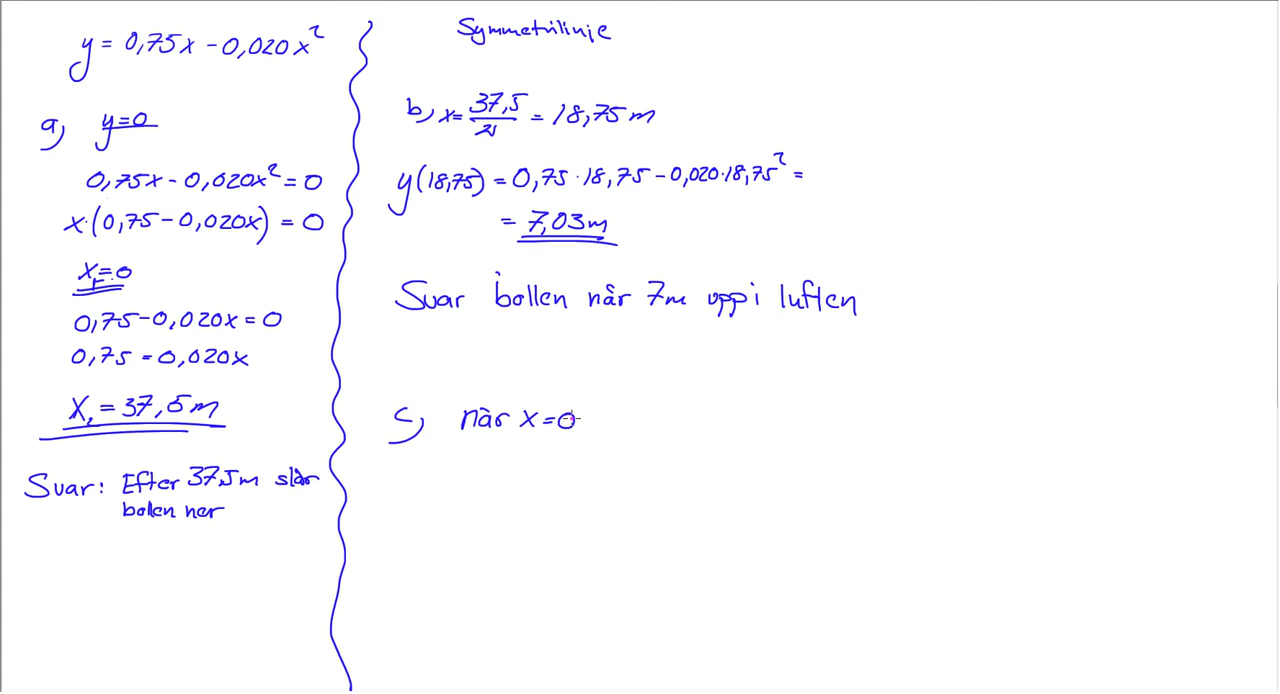 y = 0,75x - 0,020x²
a) y=0
0,75x - 0,020x² = 0
x·(0,75 - 0,020x) = 0
x₁ = 0
0,75 - 0,020x = 0
0,75 = 0,020x
x₂ = 37,5m
Svar: Efter 37,5m slår
bollen ner
Symmetrilinje
b) x = 37,5/2 = 18,75m
y(18,75) = 0,75·18,75 - 0,020·18,75² =
= 7,03m
Svar bollen når 7m upp i luften
c) när x=0